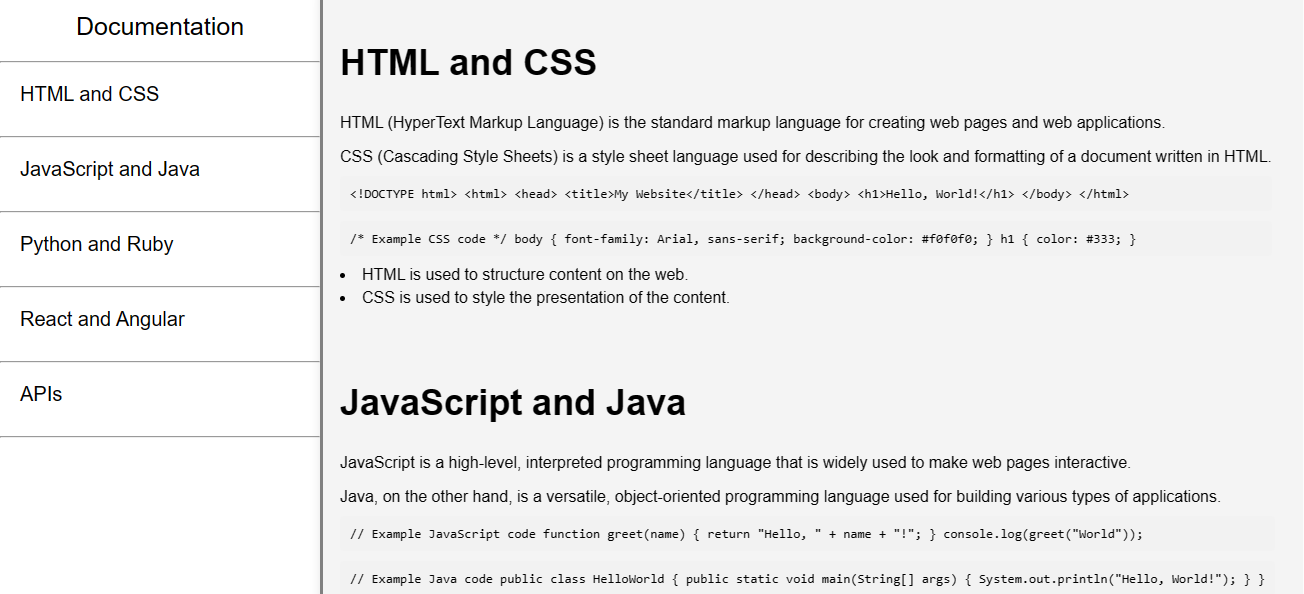 Documentation
HTML and CSS
JavaScript and Java
Python and Ruby
React and Angular
APIs
HTML and CSS
HTML (HyperText Markup Language) is the standard markup language for creating web pages and web applications.
CSS (Cascading Style Sheets) is a style sheet language used for describing the look and formatting of a document written in HTML.
<!DOCTYPE html> <html> <head> <title>My Website</title> </head> <body> <h1>Hello, World!</h1> </body> </html>
/* Example CSS code */ body { font-family: Arial, sans-serif; background-color: #f0f0f0; } h1 { color: #333; }
• HTML is used to structure content on the web.
• CSS is used to style the presentation of the content.
JavaScript and Java
JavaScript is a high-level, interpreted programming language that is widely used to make web pages interactive.
Java, on the other hand, is a versatile, object-oriented programming language used for building various types of applications.
// Example JavaScript code function greet(name) { return "Hello, " + name + "!"; } console.log(greet("World"));
// Example Java code public class HelloWorld { public static void main(String[] args) { System.out.println("Hello, World!"); } }